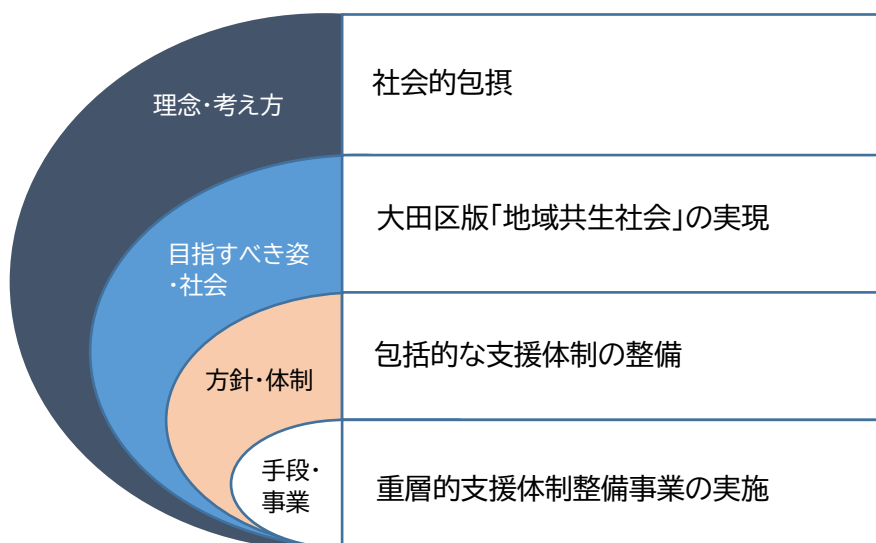 理念・考え方
社会的包摂
目指すべき姿
・社会
大田区版「地域共生社会」の実現
方針・体制
包括的な支援体制の整備
手段・
事業
重層的支援体制整備事業の実施